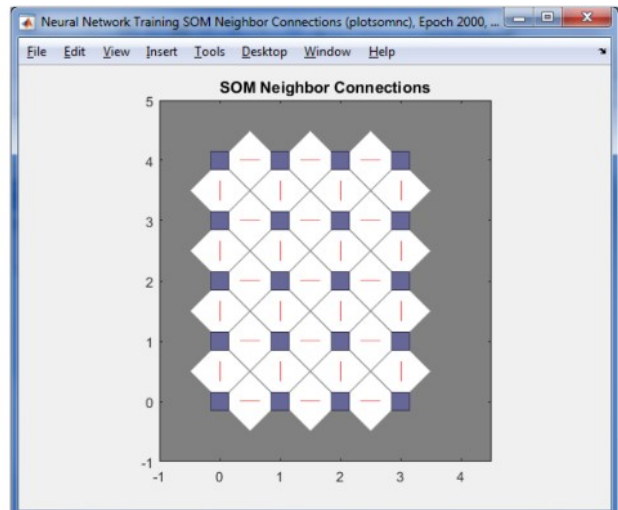 Neural Network Training SOM Neighbor Connections (plotsomnc), Epoch 2000, ...
File Edit View Insert Tools Desktop Window Help
SOM Neighbor Connections
5
4
3
2
1
0
-1
-1 0 1 2 3 4